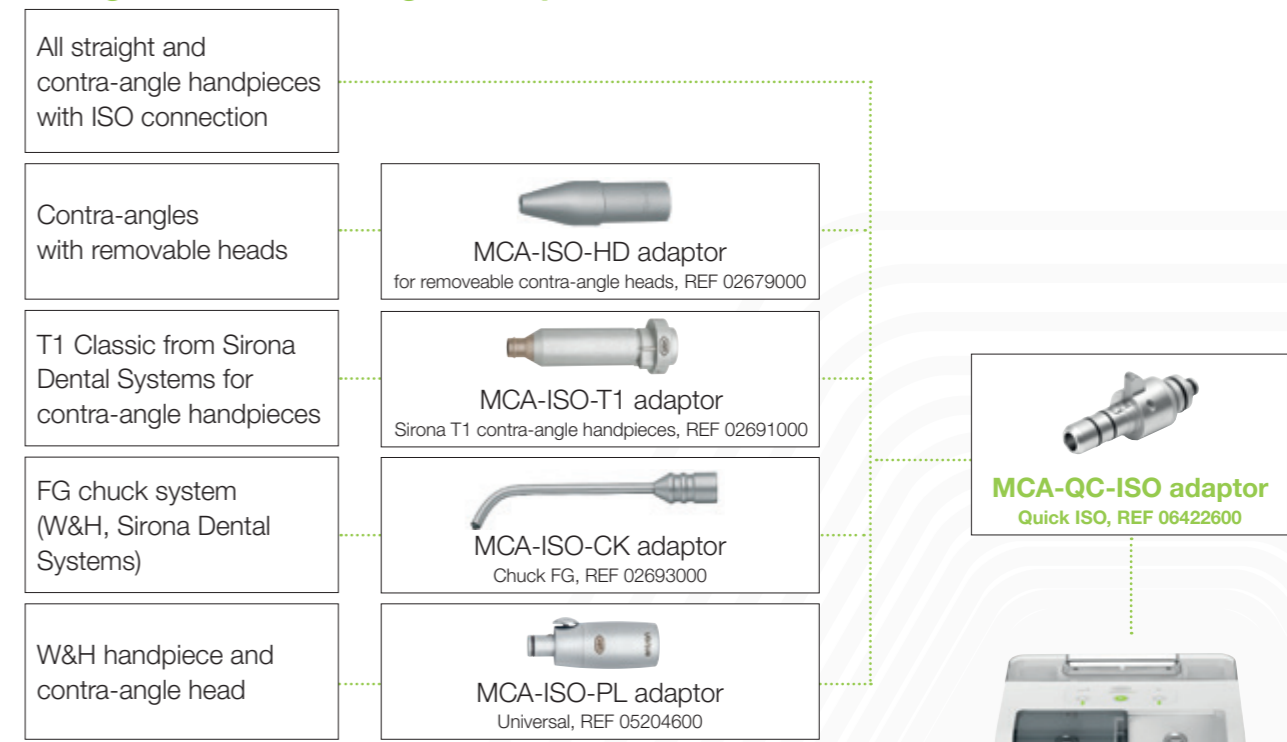 All straight and
contra-angle handpieces
with ISO connection
Contra-angles
with removable heads
MCA-ISO-HD adaptor
for removeable contra-angle heads, REF 02679000
T1 Classic from Sirona
Dental Systems for
contra-angle handpieces
MCA-ISO-T1 adaptor
Sirona T1 contra-angle handpieces, REF 02691000
FG chuck system
(W&H, Sirona Dental
Systems)
MCA-ISO-CK adaptor
Chuck FG, REF 02693000
W&H handpiece and
contra-angle head
MCA-ISO-PL adaptor
Universal, REF 05204600
MCA-QC-ISO adaptor
Quick ISO, REF 06422600